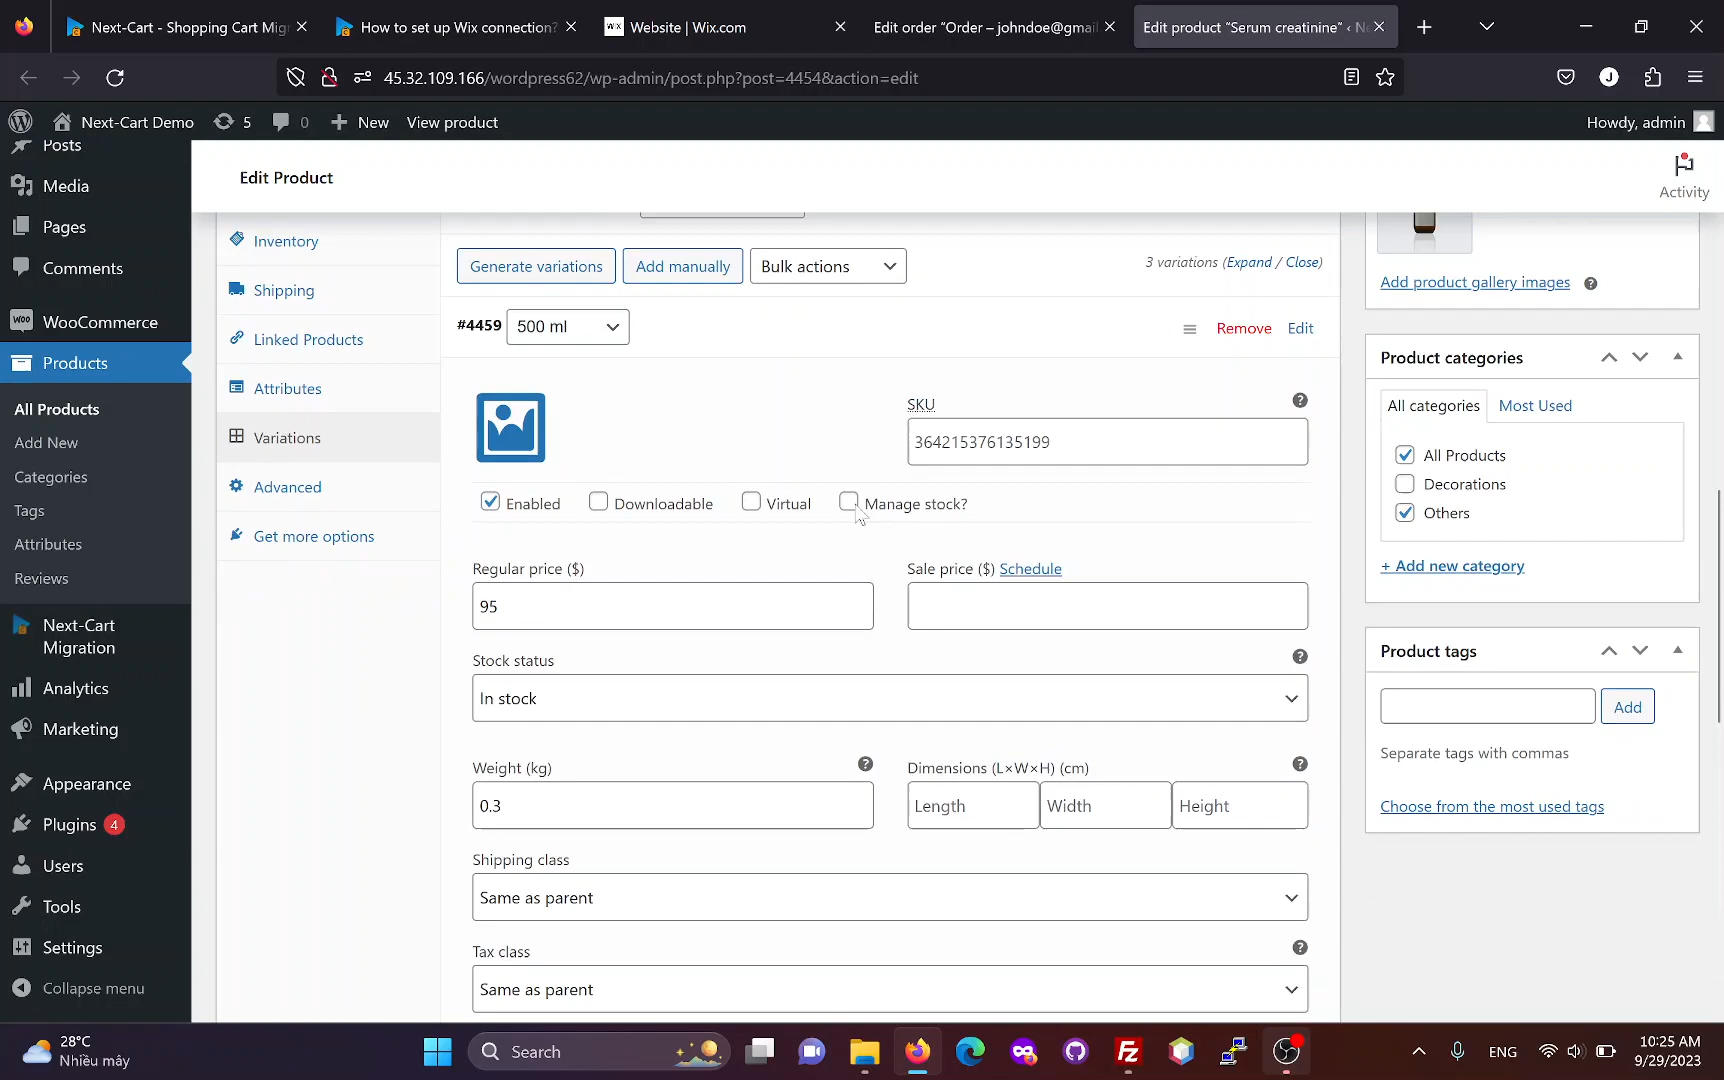 Next-Cart - Shopping Cart Migr
How to set up Wix connection?
WiX Website | Wix.com
Edit order “Order – johndoe@gmai
Edit product “Serum creatinine” ‹ Ne
45.32.109.166/wordpress62/wp-admin/post.php?post=4454&action=edit
J
Next-Cart Demo
5
0
New
View product
Howdy, admin
Posts
Media
Pages
Comments
Woo WooCommerce
Products
All Products
Add New
Categories
Tags
Attributes
Reviews
Next-Cart
Migration
Analytics
Marketing
Appearance
Plugins 4
Users
Tools
Settings
Collapse menu
Edit Product
Activity
Inventory
Shipping
Linked Products
Attributes
Variations
Advanced
Get more options
Generate variations
Add manually
Bulk actions
3 variations (Expand / Close)
#4459 500 ml
Remove Edit
SKU
364215376135199
Enabled Downloadable Virtual Manage stock?
Regular price ($)
95
Sale price ($) Schedule
Stock status
In stock
Weight (kg)
0.3
Dimensions (L×W×H) (cm)
Length Width Height
Shipping class
Same as parent
Tax class
Same as parent
Add product gallery images
Product categories
All categories Most Used
All Products
Decorations
Others
+ Add new category
Product tags
Add
Separate tags with commas
Choose from the most used tags
28°C
Nhiều mây
Search
Fz
ENG
10:25 AM
9/29/2023